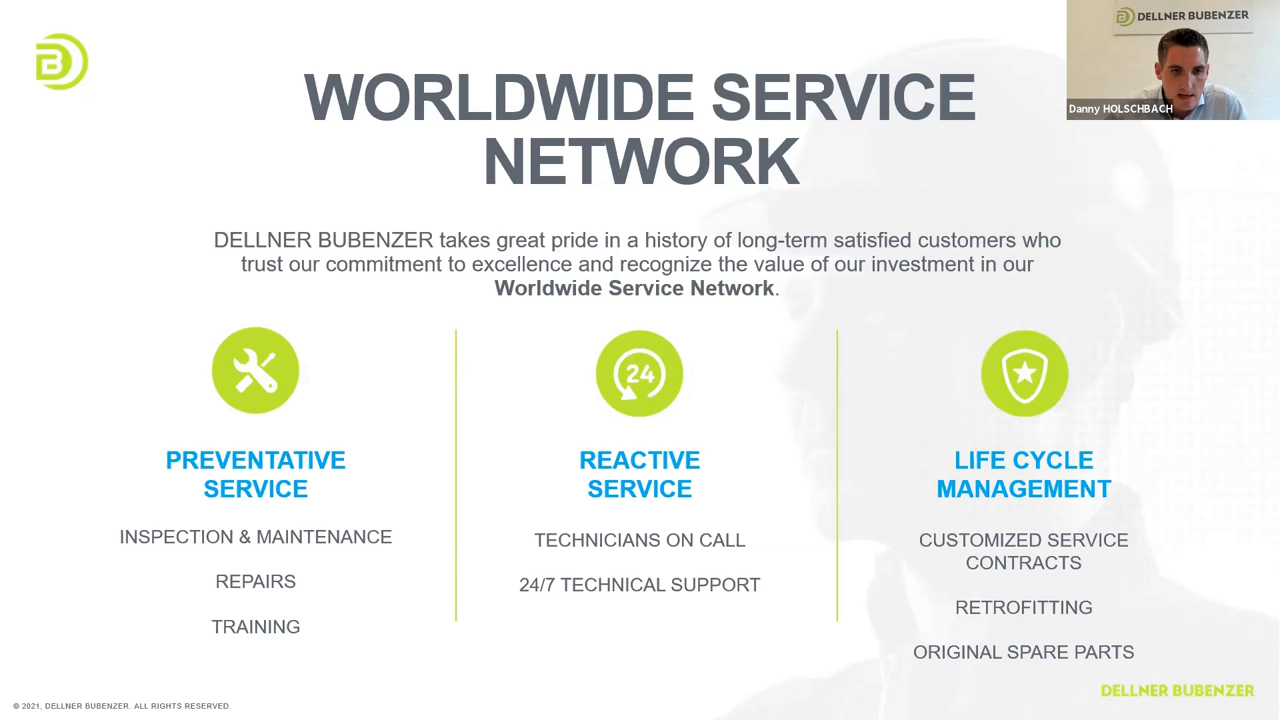 DELLNER BUBENZER
Danny HOLSCHBACH
WORLDWIDE SERVICE
NETWORK
DELLNER BUBENZER takes great pride in a history of long-term satisfied customers who
trust our commitment to excellence and recognize the value of our investment in our
Worldwide Service Network.
24
PREVENTATIVE
SERVICE
INSPECTION & MAINTENANCE
REPAIRS
TRAINING
REACTIVE
SERVICE
TECHNICIANS ON CALL
24/7 TECHNICAL SUPPORT
LIFE CYCLE
MANAGEMENT
CUSTOMIZED SERVICE
CONTRACTS
RETROFITTING
ORIGINAL SPARE PARTS
DELLNER BUBENZER
© 2021, DELLNER BUBENZER. ALL RIGHTS RESERVED.